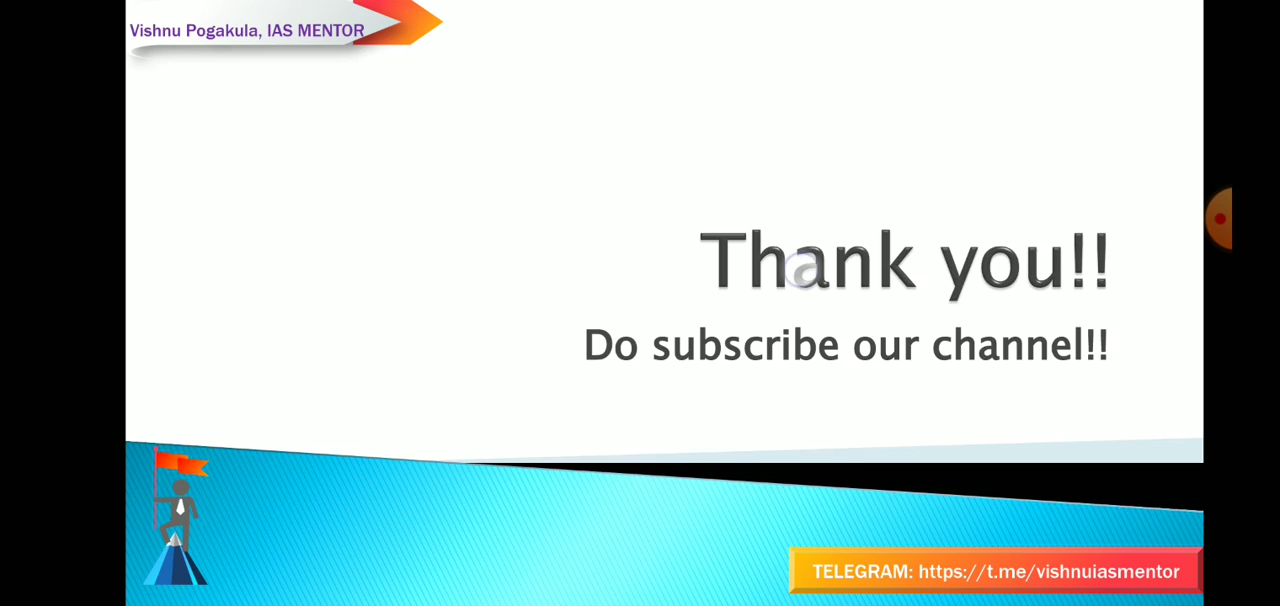 Vishnu Pogakula, IAS MENTOR
Thank you!!
Do subscribe our channel!!
TELEGRAM: https://t.me/vishnuiasmentor